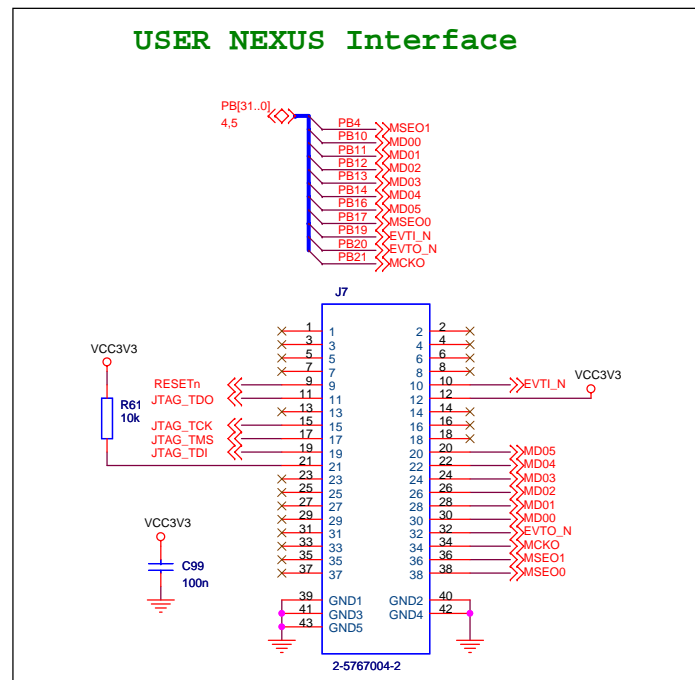 USER NEXUS Interface
PB[31..0]
4,5
PB4 MSEO1
PB10 MD00
PB11 MD01
PB12 MD02
PB13 MD03
PB14 MD04
PB16 MD05
PB17 MSEO0
PB19 EVTI_N
PB20 EVTO_N
PB21 MCKO
J7
1 1 2 2
3 3 4 4
5 5 6 6
7 7 8 8
VCC3V3
VCC3V3
RESETn 9 9 10 10 EVTI_N
JTAG_TDO 11 11 12 12
R61
10k
13 13 14 14
JTAG_TCK 15 15 16 16
JTAG_TMS 17 17 18 18
JTAG_TDI 19 19 20 20 MD05
21 21 22 22 MD04
23 23 24 24 MD03
25 25 26 26 MD02
27 27 28 28 MD01
29 29 30 30 MD00
VCC3V3
31 31 32 32 EVTO_N
33 33 34 34 MCKO
C99
100n
35 35 36 36 MSEO1
37 37 38 38 MSEO0
39 GND1 GND2 40
41 GND3 GND4 42
43 GND5
2-5767004-2